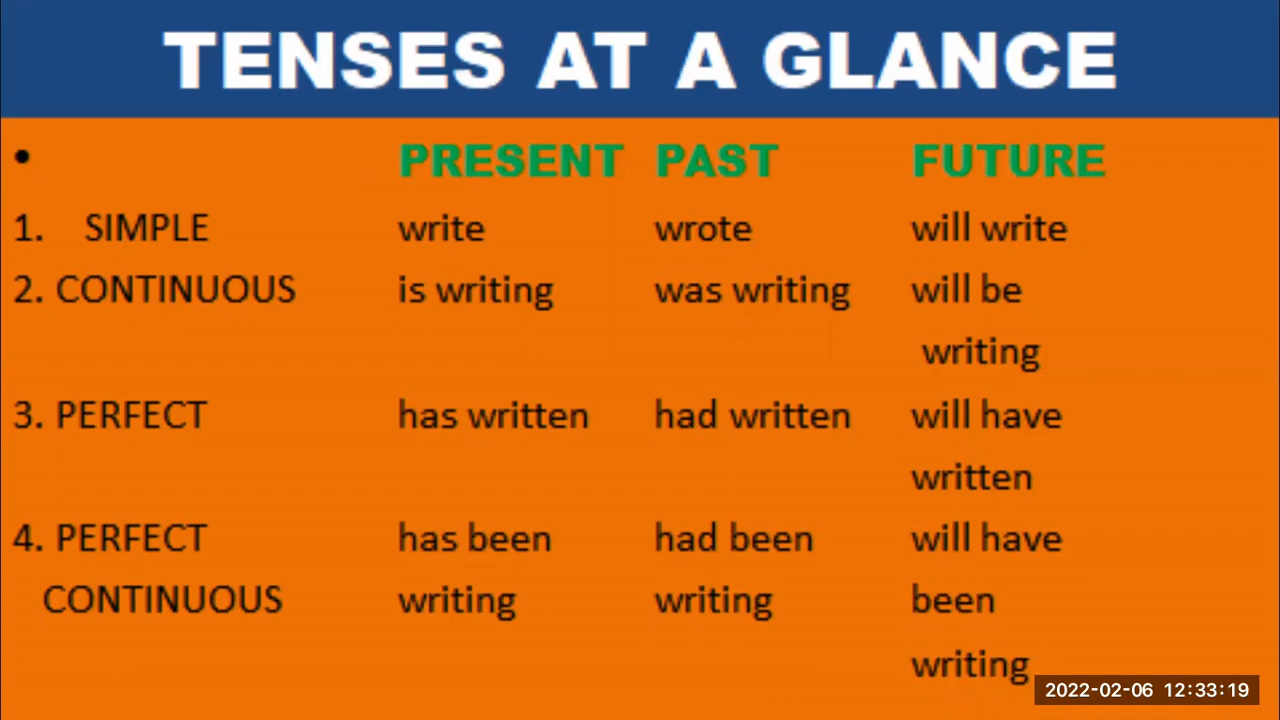 TENSES AT A GLANCE
• PRESENT PAST FUTURE
1. SIMPLE write wrote will write
2. CONTINUOUS is writing was writing will be
writing
3. PERFECT has written had written will have
written
4. PERFECT has been had been will have
CONTINUOUS writing writing been
writing
2022-02-06 12:33:19